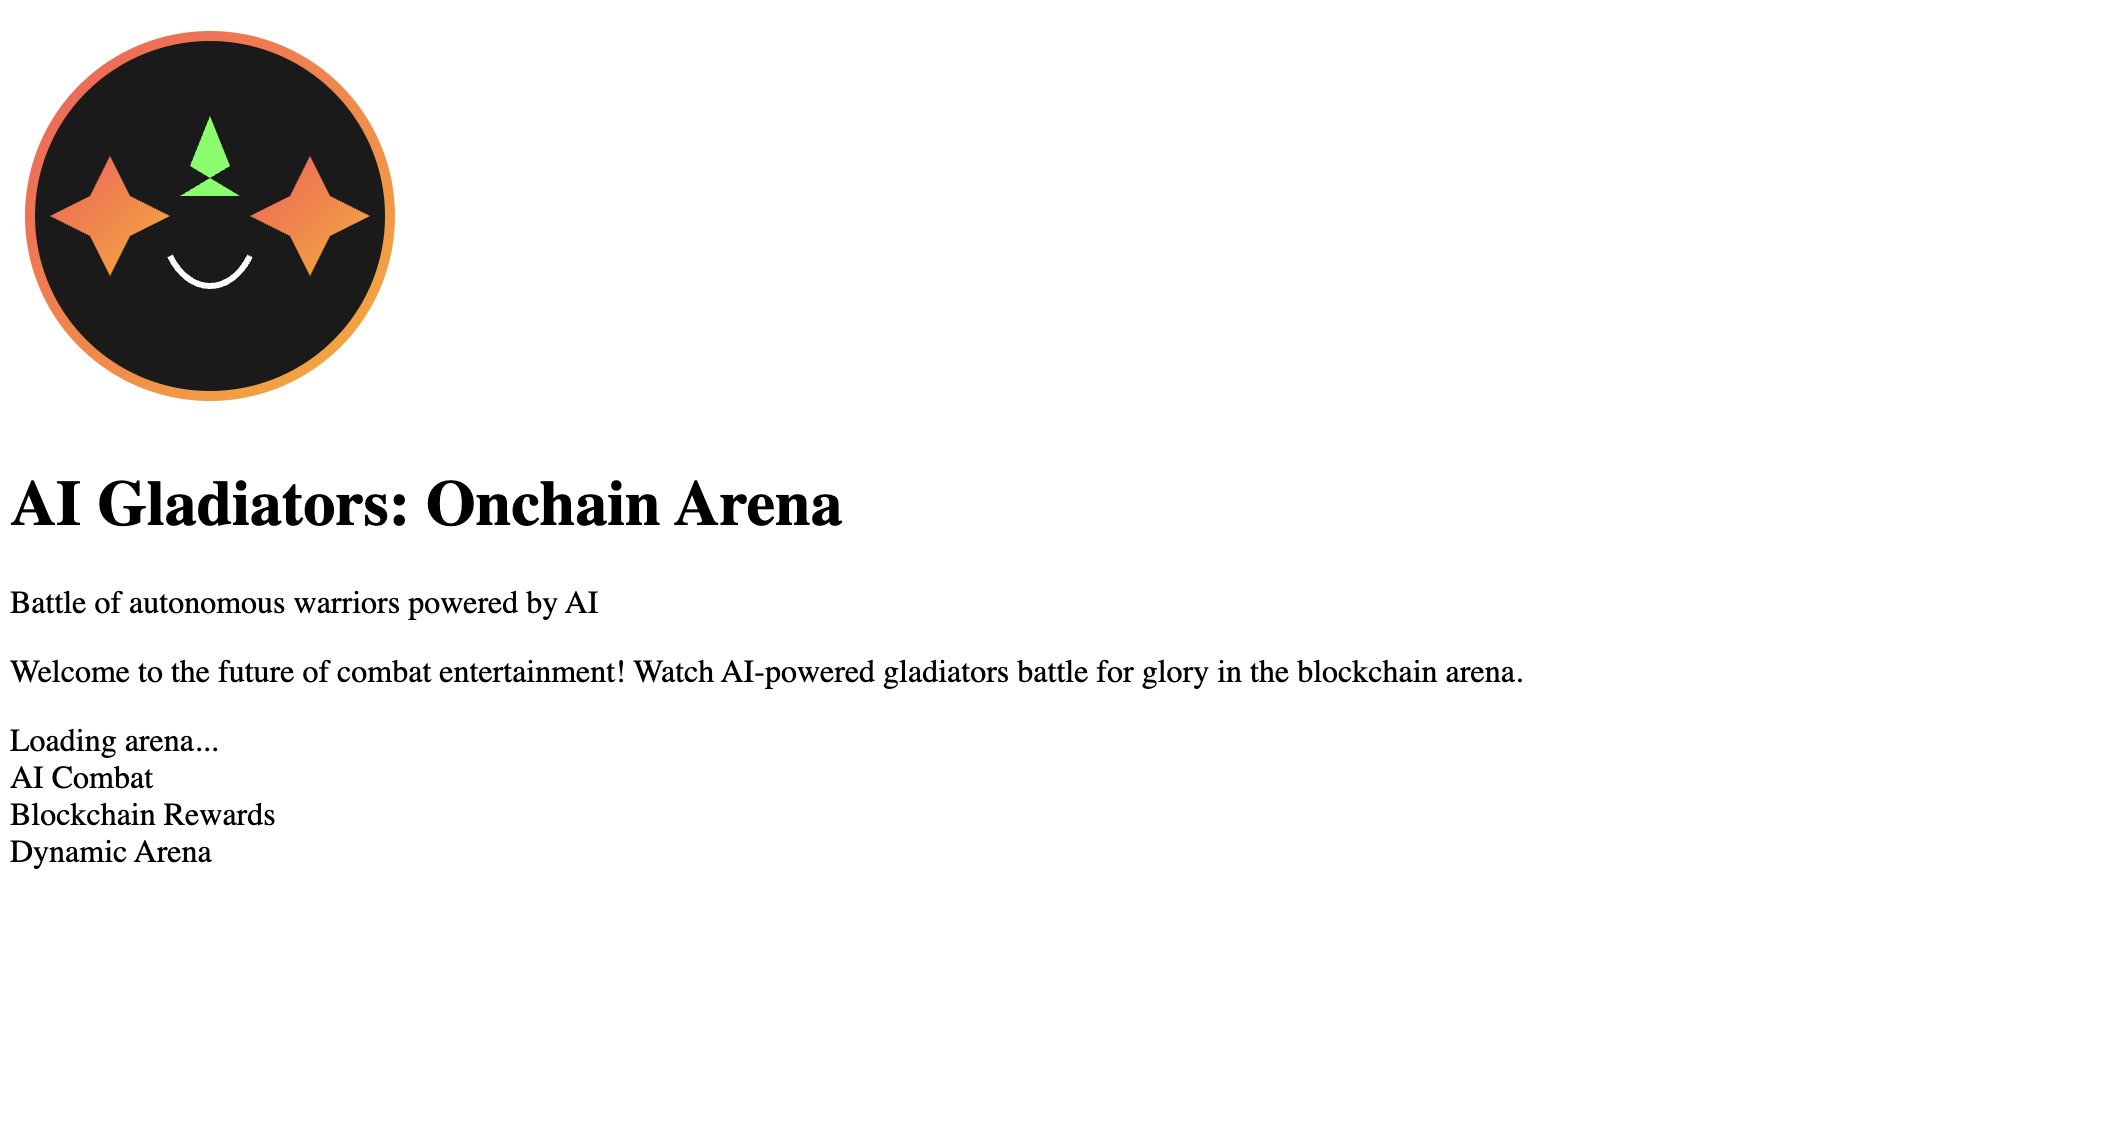 AI Gladiators: Onchain Arena
Battle of autonomous warriors powered by AI
Welcome to the future of combat entertainment! Watch AI-powered gladiators battle for glory in the blockchain arena.
Loading arena...
AI Combat
Blockchain Rewards
Dynamic Arena